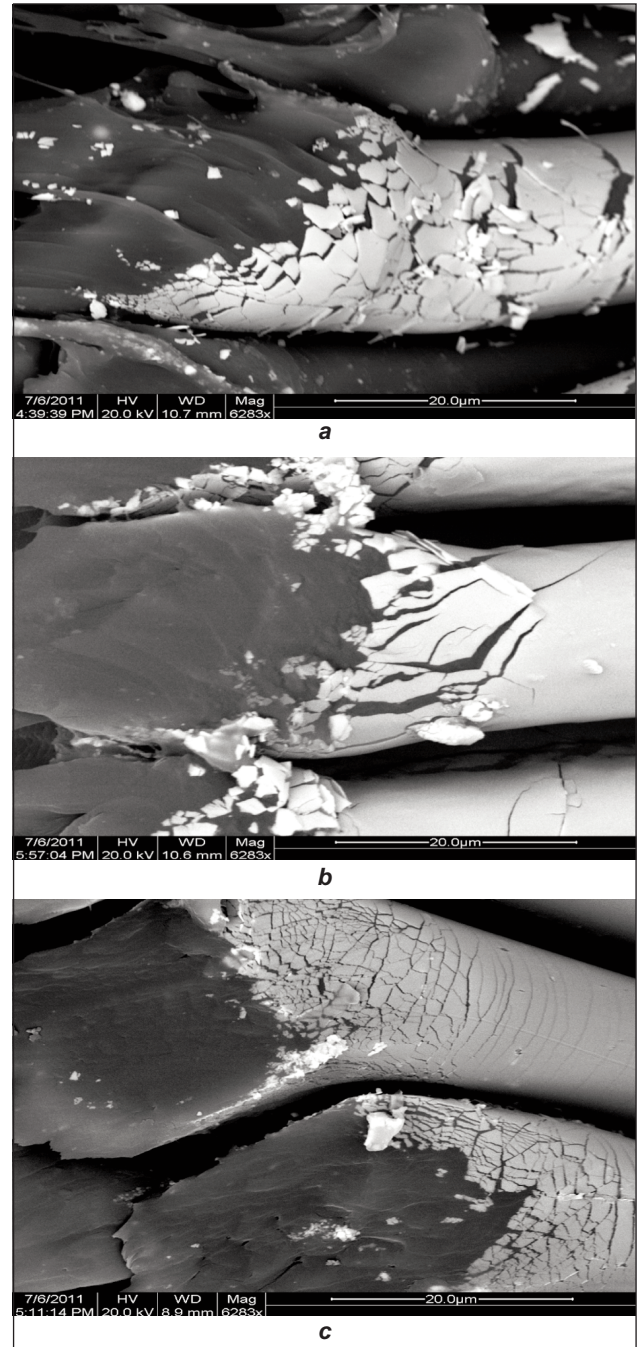 7/6/2011 HV WD Mag 20.0µm
4:39:39 PM 20.0 kV 10.7 mm 6283x
a
7/6/2011 HV WD Mag 20.0µm
5:57:04 PM 20.0 kV 10.6 mm 6283x
b
7/6/2011 HV WD Mag 20.0µm
5:11:14 PM 20.0 kV 8.9 mm 6283x
c